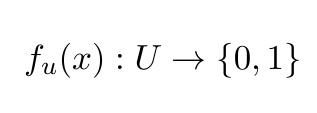 f_u(x) : U → {0, 1}